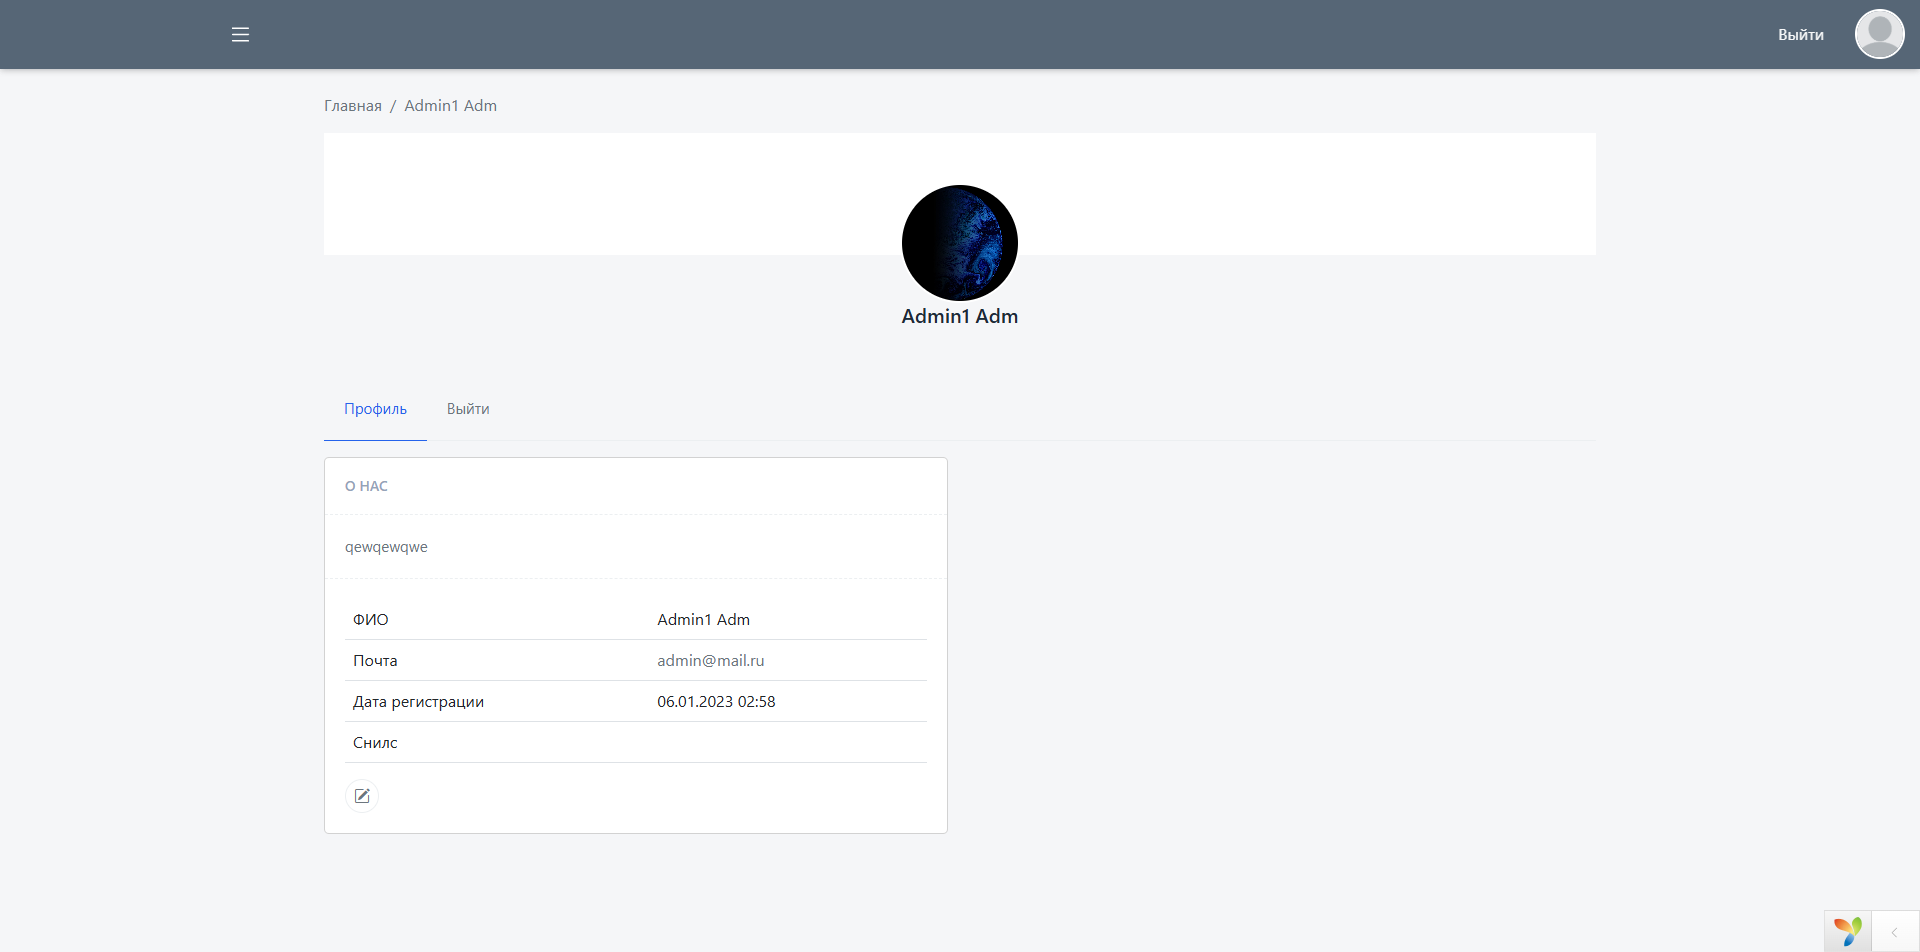 Выйти
Главная / Admin1 Adm
Admin1 Adm
Профиль Выйти
О НАС
qewqewqwe
ФИО Admin1 Adm
Почта admin@mail.ru
Дата регистрации 06.01.2023 02:58
Снилс